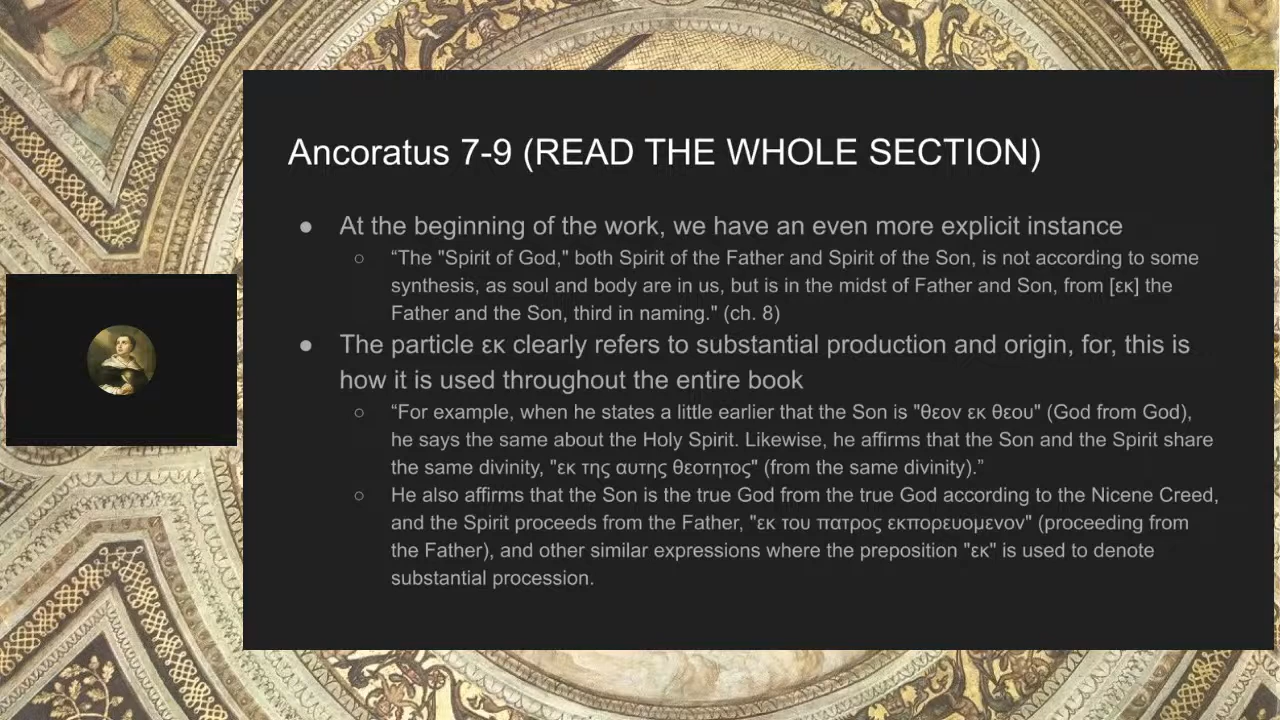 Ancoratus 7-9 (READ THE WHOLE SECTION)
● At the beginning of the work, we have an even more explicit instance
○ “The "Spirit of God," both Spirit of the Father and Spirit of the Son, is not according to some
synthesis, as soul and body are in us, but is in the midst of Father and Son, from [εκ] the
Father and the Son, third in naming." (ch. 8)
● The particle εκ clearly refers to substantial production and origin, for, this is
how it is used throughout the entire book
○ “For example, when he states a little earlier that the Son is "θεον εκ θεου" (God from God),
he says the same about the Holy Spirit. Likewise, he affirms that the Son and the Spirit share
the same divinity, "εκ της αυτης θεοτητος" (from the same divinity).”
○ He also affirms that the Son is the true God from the true God according to the Nicene Creed,
and the Spirit proceeds from the Father, "εκ του πατρος εκπορευομενον" (proceeding from
the Father), and other similar expressions where the preposition "εκ" is used to denote
substantial procession.